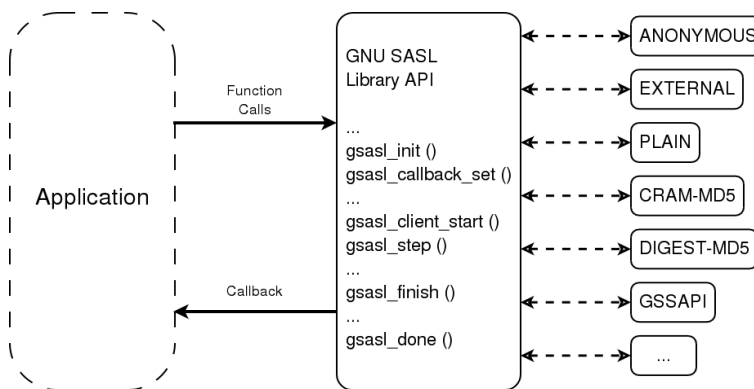 Application
Function
Calls
Callback
GNU SASL
Library API
...
gsasl_init ()
gsasl_callback_set ()
...
gsasl_client_start ()
gsasl_step ()
...
gsasl_finish ()
...
gsasl_done ()
ANONYMOUS
EXTERNAL
PLAIN
CRAM-MD5
DIGEST-MD5
GSSAPI
...